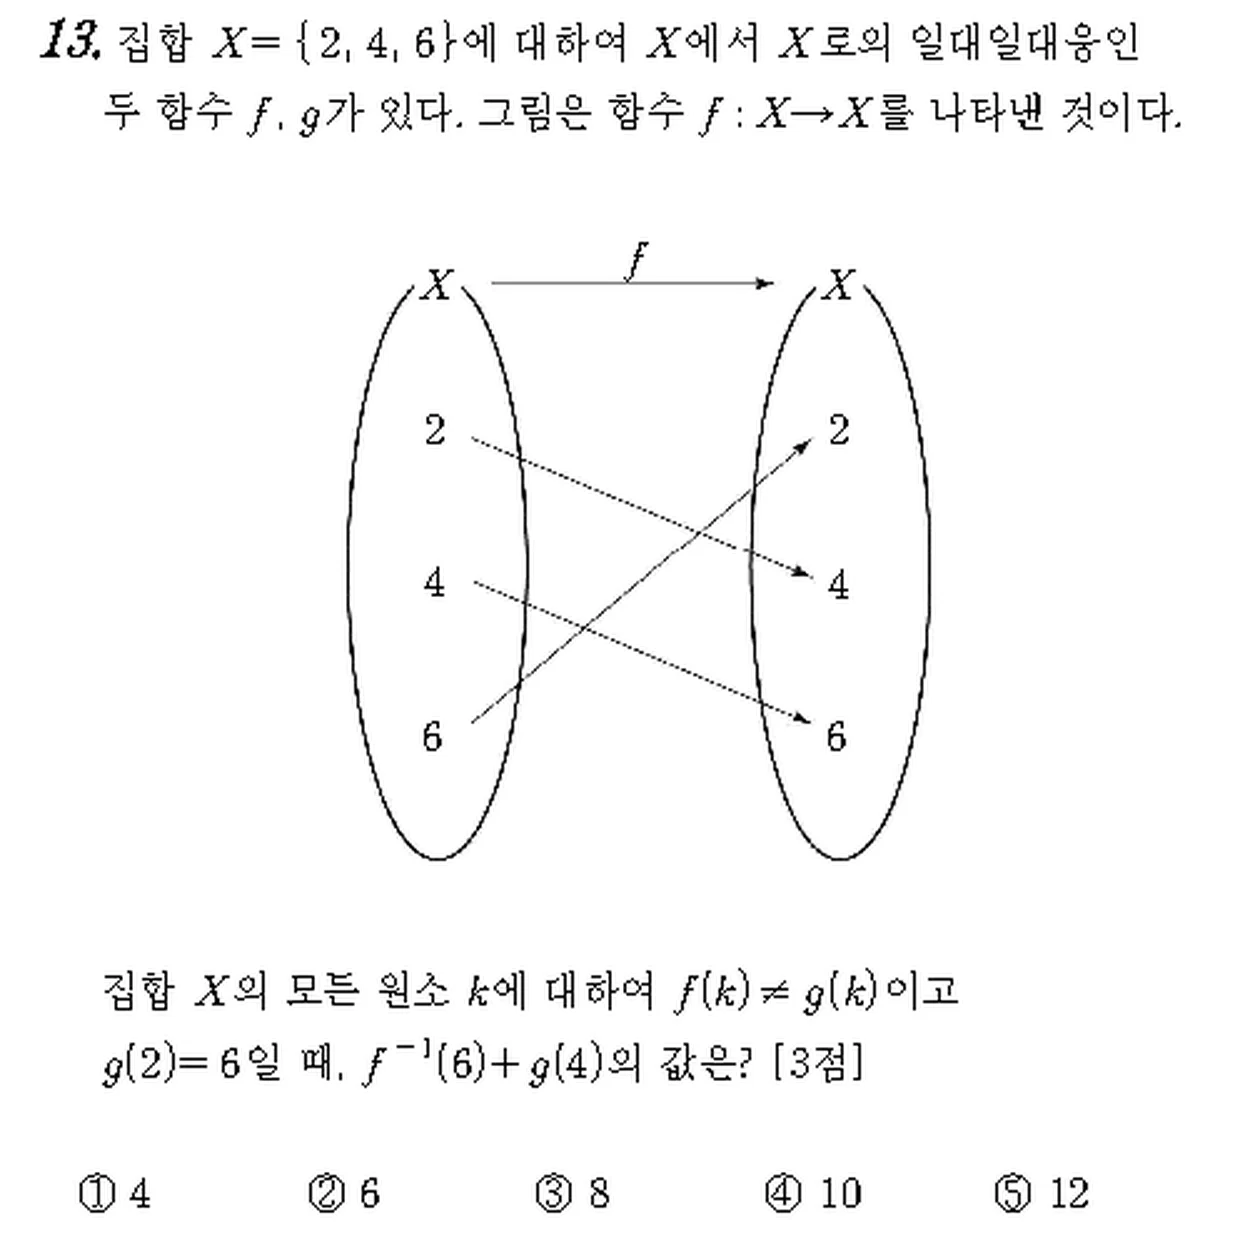 13. 집합 X= {2, 4, 6}에 대하여 X에서 X로의 일대일대응인
두 함수 f, g가 있다. 그림은 함수 f : X→X를 나타낸 것이다.
f
X X
2 2
4 4
6 6
집합 X의 모든 원소 k에 대하여 f(k) ≠ g(k)이고
g(2)= 6일 때, f⁻¹(6)+g(4)의 값은? [3점]
① 4 ② 6 ③ 8 ④ 10 ⑤ 12